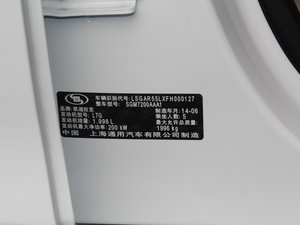 车辆识别代号:LSGAR55LXFH000127
整车型号: SGM7200AAA1
品牌: 凯迪拉克
制造年月: 14-06
发动机型号: LTG
乘坐人数: 5
发动机排量: 1.998 L
最大允许总质量: 1996 kg
发动机最大净功率: 200 kW
中国 上海通用汽车有限公司 制造